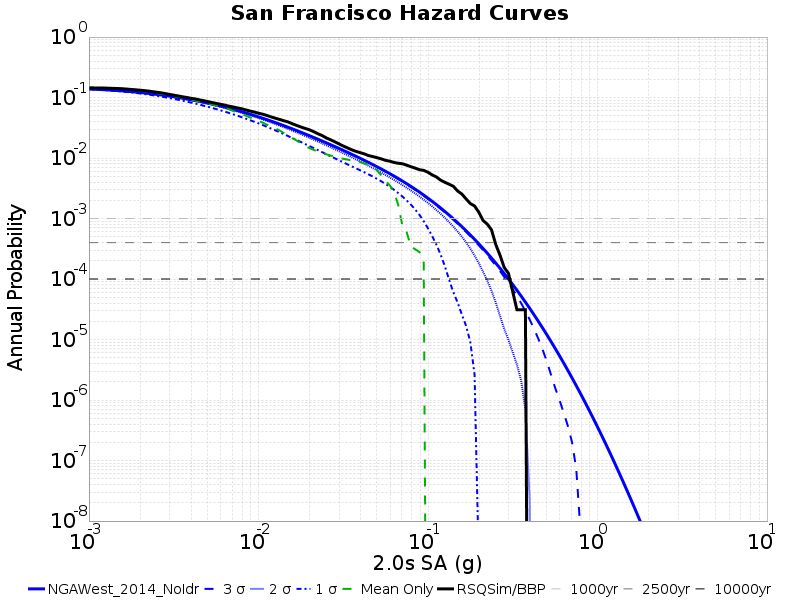 San Francisco Hazard Curves
10^0
10^-1
10^-2
10^-3
10^-4
10^-5
10^-6
10^-7
10^-8
Annual Probability
10^-3 10^-2 10^-1 10^0 10^1
2.0s SA (g)
NGAWest_2014_NoIdr 3 σ 2 σ 1 σ Mean Only RSQSim/BBP 1000yr 2500yr 10000yr